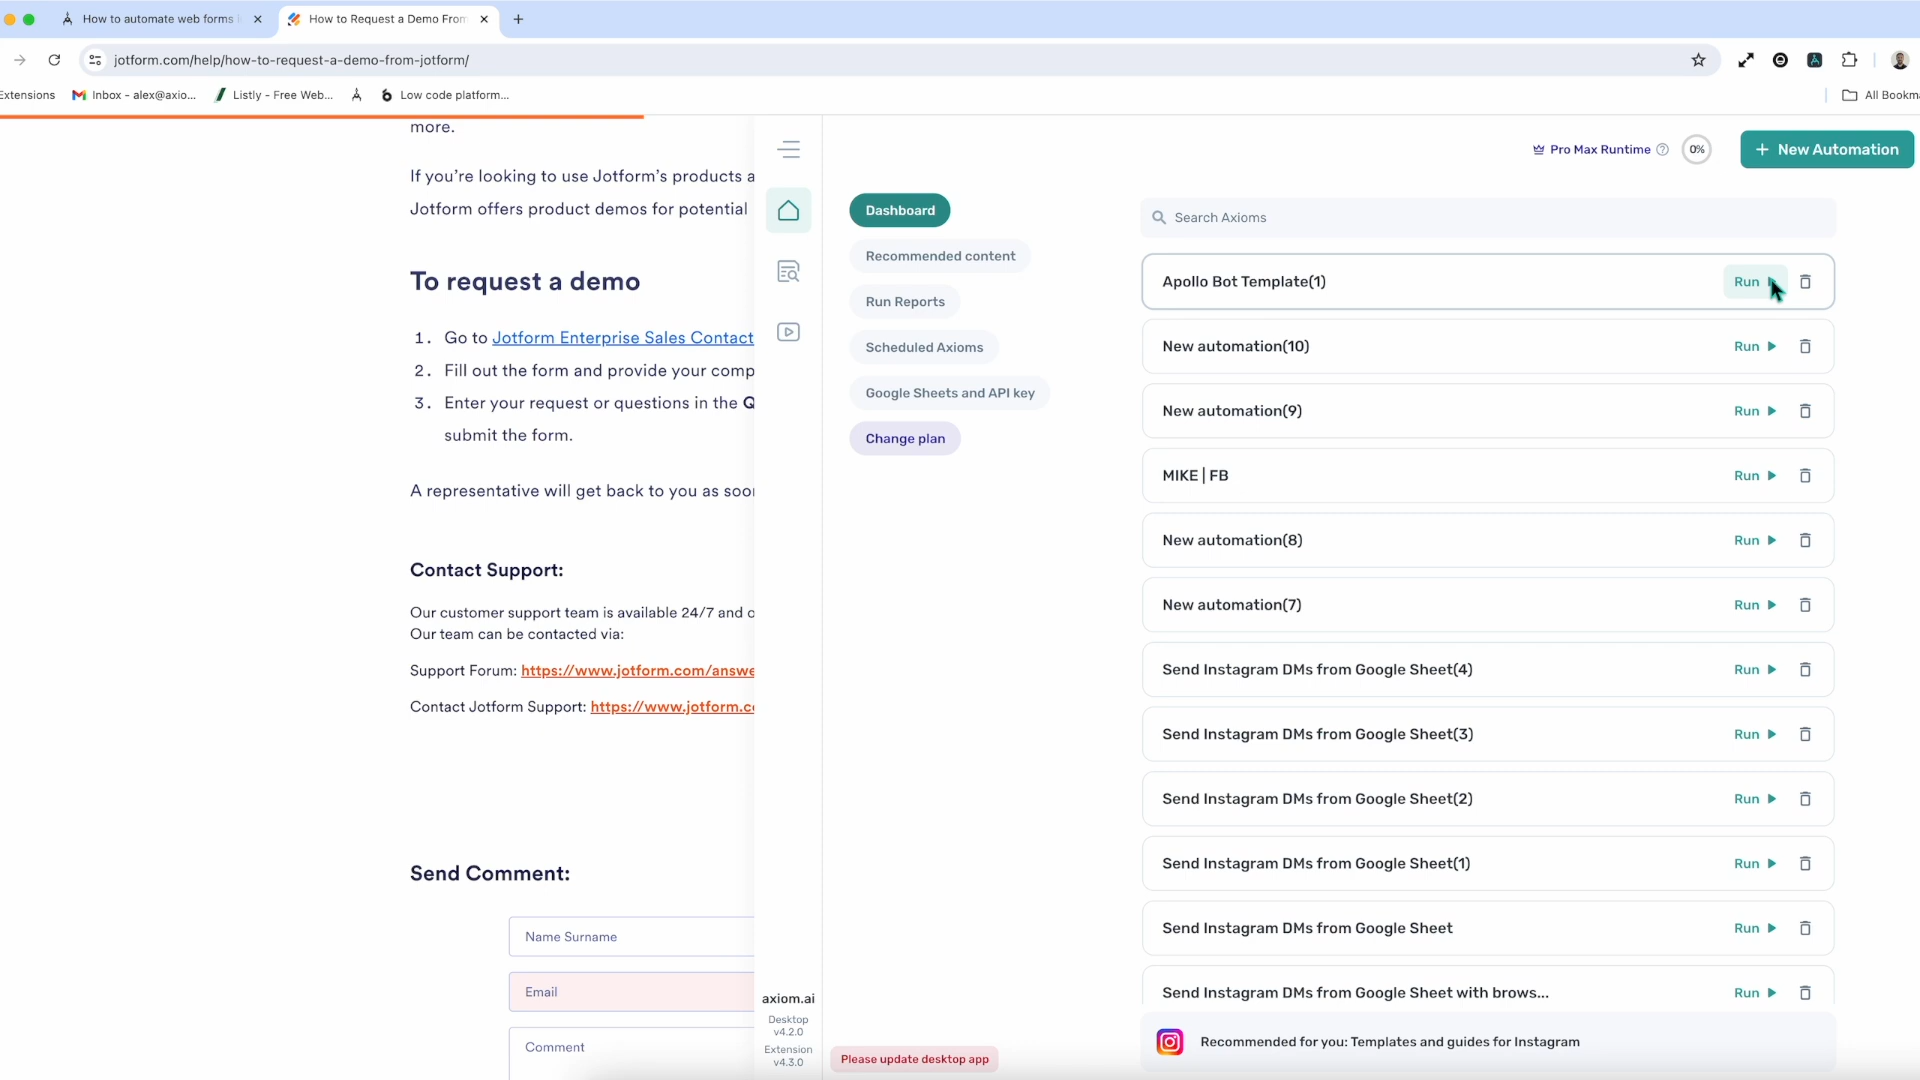 How to automate web forms
How to Request a Demo From
jotform.com/help/how-to-request-a-demo-from-jotform/
Extensions
Inbox - alex@axio...
Listly - Free Web...
Low code platform...
All Bookma
more.
If you're looking to use Jotform's products a
Jotform offers product demos for potential
To request a demo
1. Go to Jotform Enterprise Sales Contact
2. Fill out the form and provide your comp
3. Enter your request or questions in the Q
submit the form.
A representative will get back to you as soo
Contact Support:
Our customer support team is available 24/7 and o
Our team can be contacted via:
Support Forum: https://www.jotform.com/answe
Contact Jotform Support: https://www.jotform.co
Send Comment:
Name Surname
Email
Comment
axiom.ai
Desktop
v4.2.0
Extension
v4.3.0
Pro Max Runtime
0%
+ New Automation
Dashboard
Recommended content
Run Reports
Scheduled Axioms
Google Sheets and API key
Change plan
Please update desktop app
Search Axioms
Apollo Bot Template(1)
Run
New automation(10)
Run
New automation(9)
Run
MIKE | FB
Run
New automation(8)
Run
New automation(7)
Run
Send Instagram DMs from Google Sheet(4)
Run
Send Instagram DMs from Google Sheet(3)
Run
Send Instagram DMs from Google Sheet(2)
Run
Send Instagram DMs from Google Sheet(1)
Run
Send Instagram DMs from Google Sheet
Run
Send Instagram DMs from Google Sheet with brows...
Run
Recommended for you: Templates and guides for Instagram